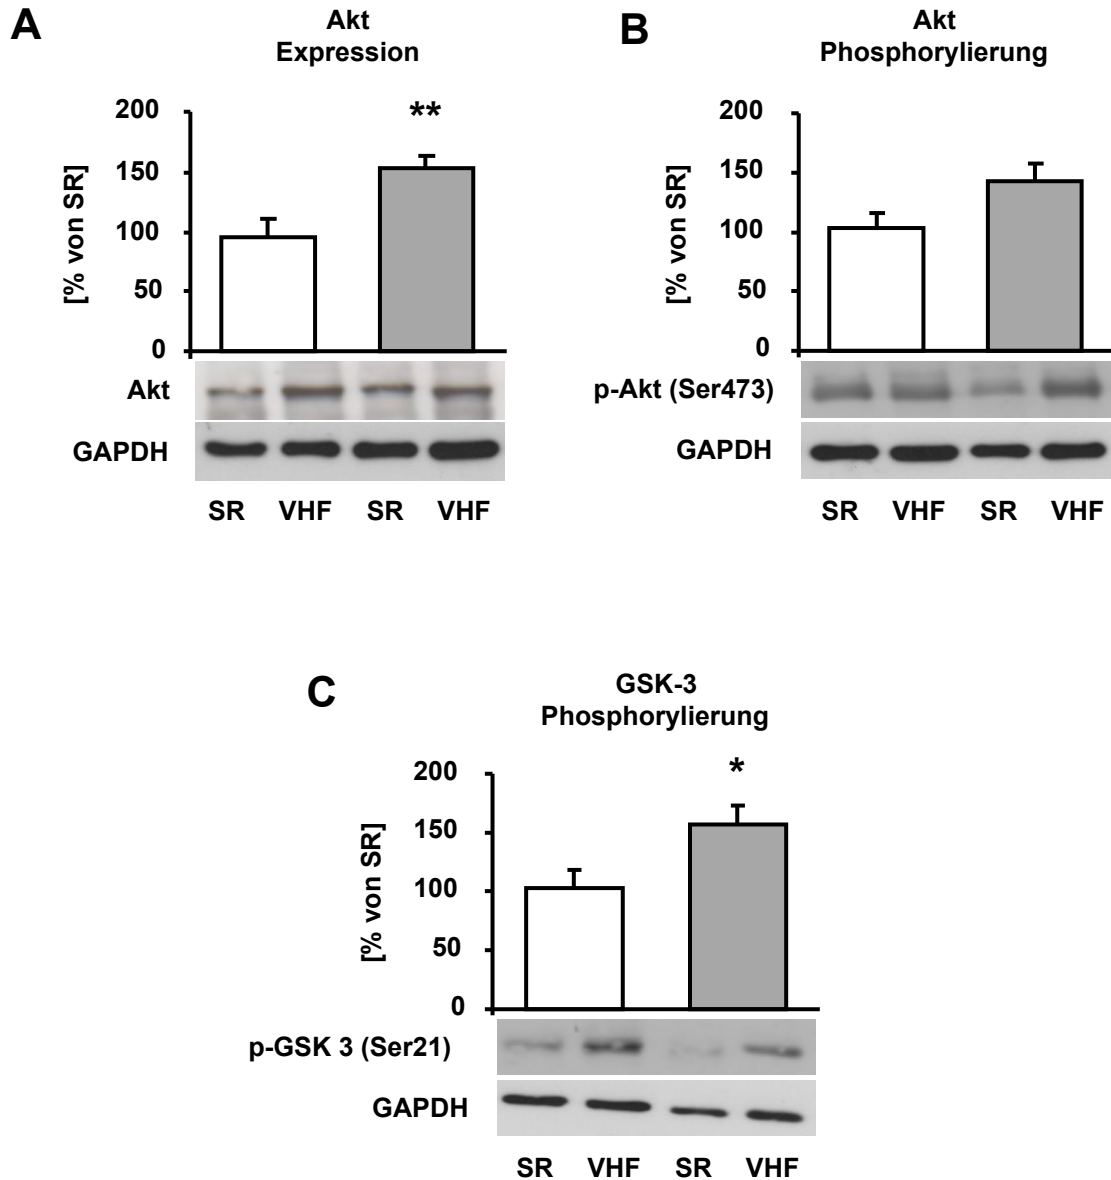 A
Akt
Expression
200
**
150
100
50
0
[% von SR]
Akt
GAPDH
SR VHF SR VHF
B
Akt
Phosphorylierung
200
150
100
50
0
[% von SR]
p-Akt (Ser473)
GAPDH
SR VHF SR VHF
C
GSK-3
Phosphorylierung
200
*
150
100
50
0
[% von SR]
p-GSK 3 (Ser21)
GAPDH
SR VHF SR VHF